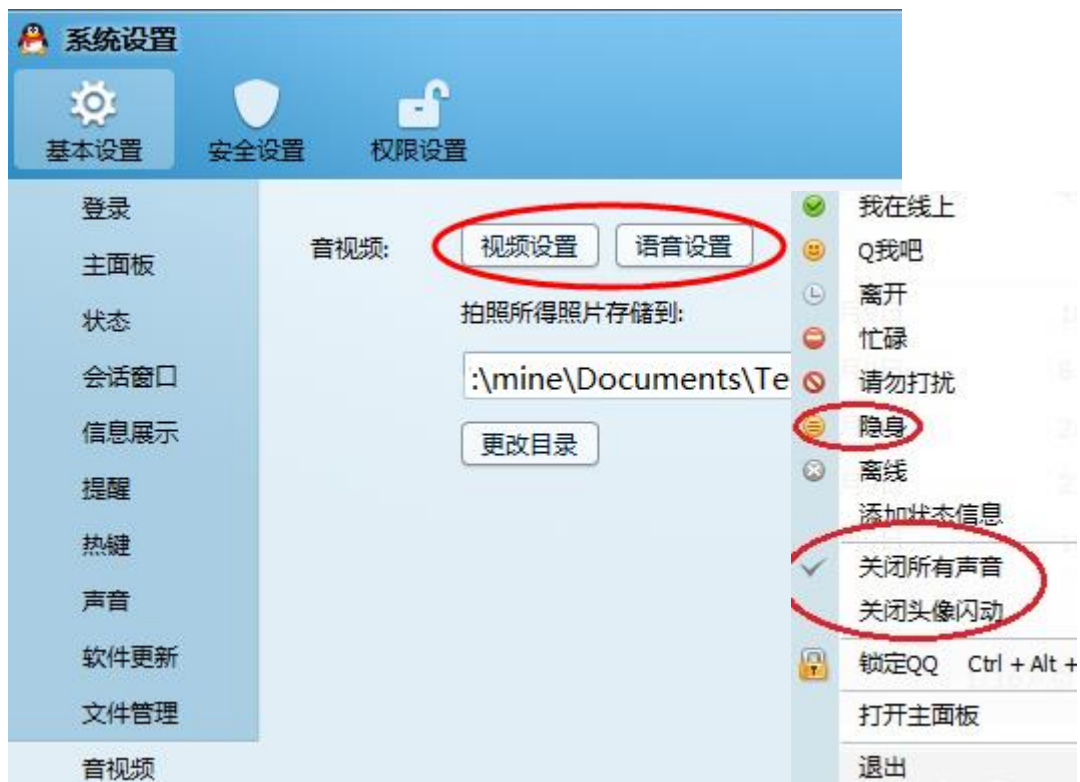 系统设置
基本设置
安全设置
权限设置
登录
主面板
状态
会话窗口
信息展示
提醒
热键
声音
软件更新
文件管理
音视频
音视频:
视频设置
语音设置
拍照所得照片存储到:
:\mine\Documents\Te
更改目录
我在线上
Q我吧
离开
忙碌
请勿打扰
隐身
离线
添加状态信息
关闭所有声音
关闭头像闪动
锁定QQ Ctrl + Alt +
打开主面板
退出